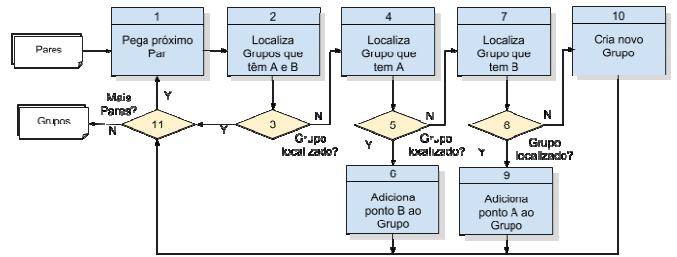 Pares
1
Pega próximo
Par
2
Localiza
Grupos que
têm A e B
4
Localiza
Grupo que
tem A
7
Localiza
Grupo que
tem B
10
Cria novo
Grupo
Grupos
Mais
Pares?
Y
N
11
Y
3
N
Grupo
localizado?
5
N
Y
Grupo
localizado?
8
N
Y
Grupo
localizado?
6
Adiciona
ponto B ao
Grupo
9
Adiciona
ponto A ao
Grupo